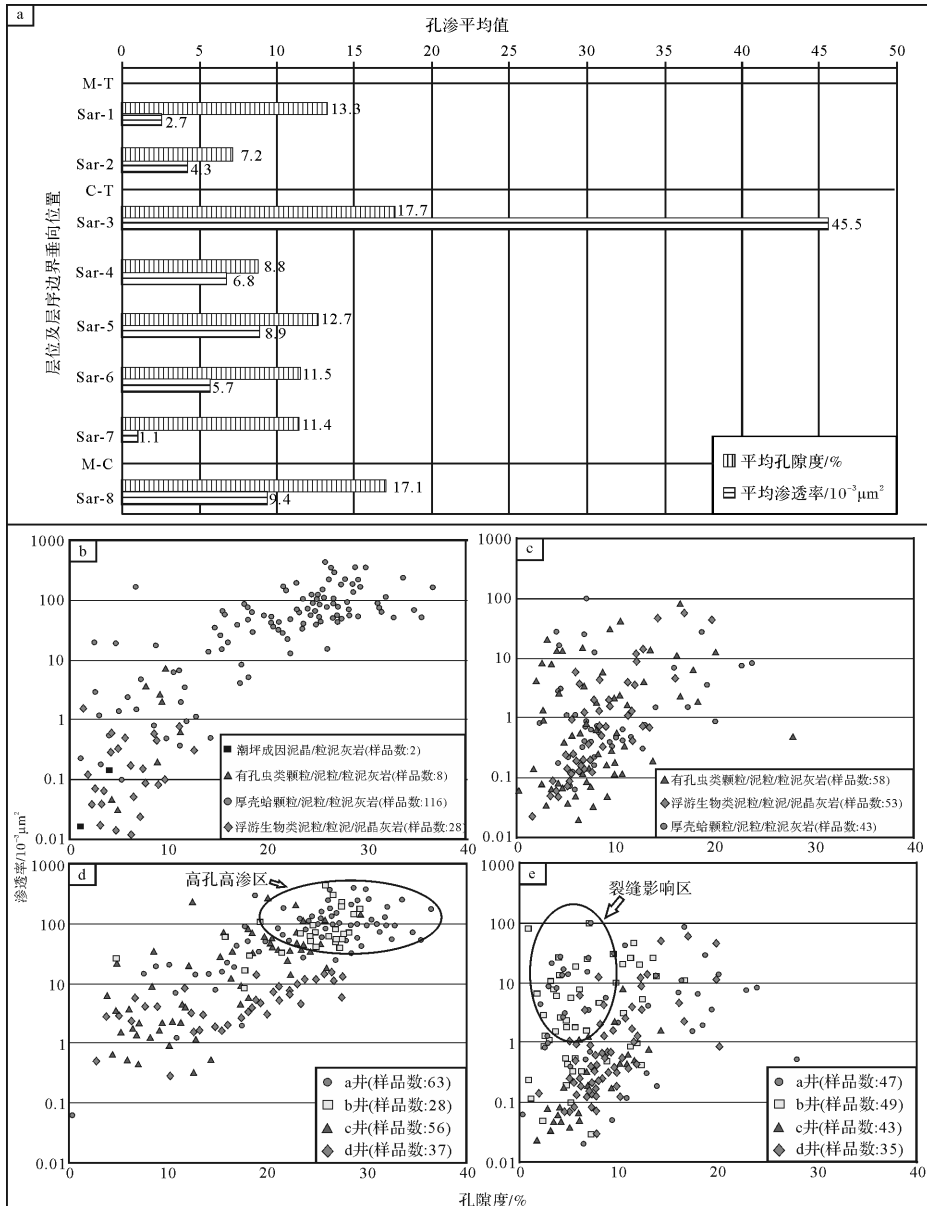 a
孔渗平均值
0 5 10 15 20 25 30 35 40 45 50
层位及层序边界垂向位置
M-T
Sar-1
13.3
2.7
Sar-2
7.2
4.3
C-T
Sar-3
17.7
45.5
Sar-4
8.8
6.8
Sar-5
12.7
8.9
Sar-6
11.5
5.7
Sar-7
11.4
1.1
M-C
Sar-8
17.1
9.4
平均孔隙度/%
平均渗透率/10⁻³μm²
渗透率/10⁻³μm²
b
1000
100
10
1
0.1
0.01
0 10 20 30 40
潮坪成因泥晶/粒泥灰岩(样品数:2)
有孔虫类颗粒/泥粒/粒泥灰岩(样品数:8)
厚壳蛤颗粒/泥粒/粒泥灰岩(样品数:116)
浮游生物类泥粒/粒泥/泥晶灰岩(样品数:28)
c
1000
100
10
1
0.1
0.01
0 10 20 30 40
有孔虫类颗粒/泥粒/粒泥灰岩(样品数:58)
浮游生物类泥粒/粒泥/泥晶灰岩(样品数:53)
厚壳蛤颗粒/泥粒/粒泥灰岩(样品数:43)
d
高孔高渗区
1000
100
10
1
0.1
0.01
0 10 20 30 40
a井(样品数:63)
b井(样品数:28)
c井(样品数:56)
d井(样品数:37)
e
裂缝影响区
1000
100
10
1
0.1
0.01
0 10 20 30 40
a井(样品数:47)
b井(样品数:49)
c井(样品数:43)
d井(样品数:35)
孔隙度/%